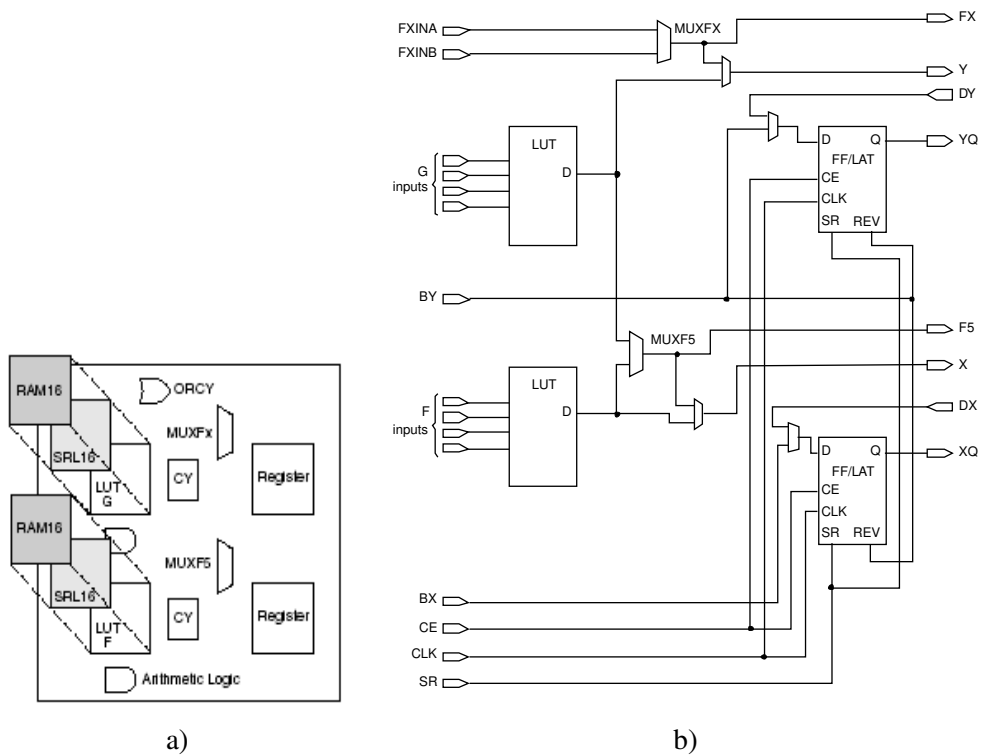 RAM16
SRL16
LUT
G
ORCY
MUXFx
CY
Register
RAM16
SRL16
LUT
F
MUXF5
CY
Register
Arithmetic Logic
a)
FXINA
FXINB
MUXFX
FX
Y
DY
G
inputs
LUT
D
D
Q
FF/LAT
CE
CLK
SR
REV
YQ
BY
MUXF5
F5
X
DX
F
inputs
LUT
D
D
Q
FF/LAT
CE
CLK
SR
REV
XQ
BX
CE
CLK
SR
b)